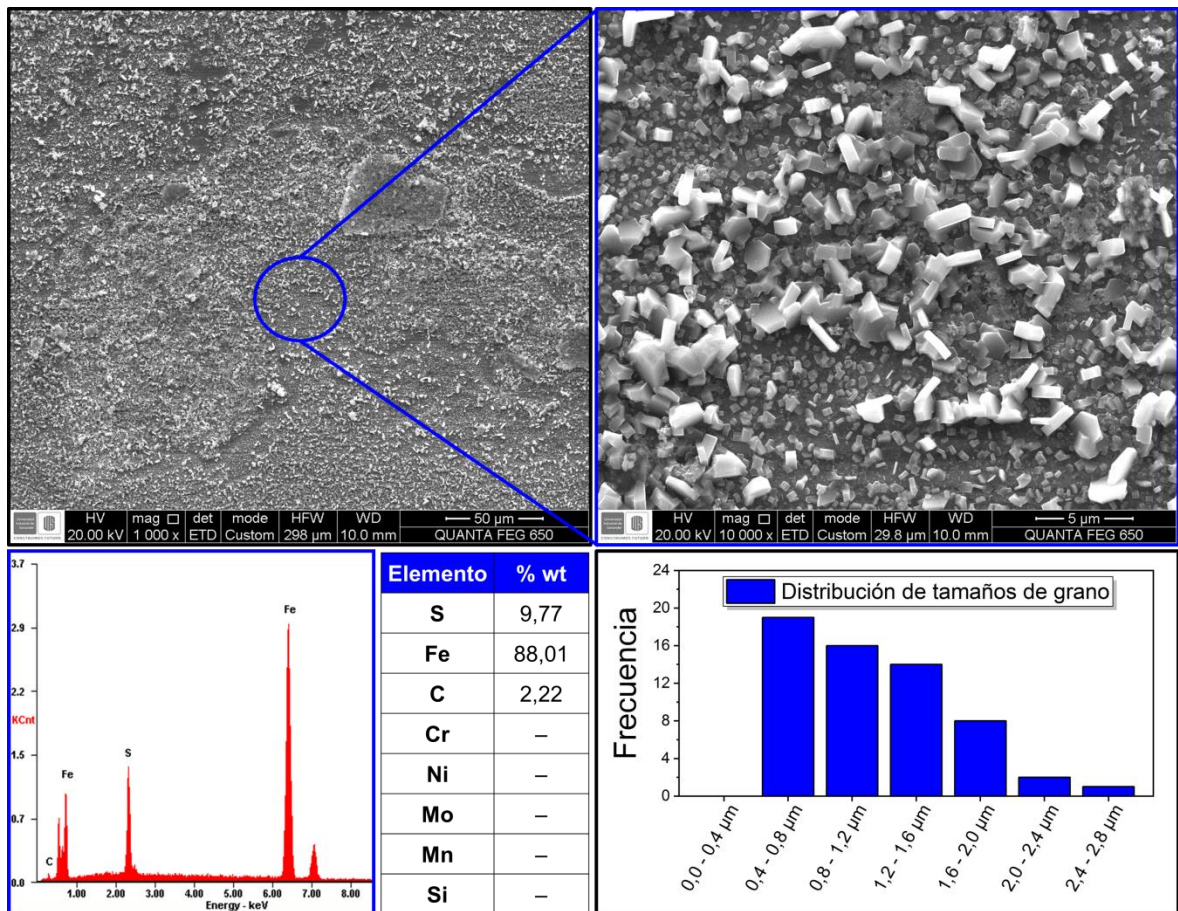 HV mag □ det mode HFW WD 50 µm
20.00 kV 1 000 x ETD Custom 298 µm 10.0 mm QUANTA FEG 650
HV mag □ det mode HFW WD 5 µm
20.00 kV 10 000 x ETD Custom 29.8 µm 10.0 mm QUANTA FEG 650
3.7
2.9
2.2
KCnt
1.5
0.7
0.0
C
Fe
S
Fe
1.00 2.00 3.00 4.00 5.00 6.00 7.00 8.00
Energy - keV
Elemento % wt
S 9,77
Fe 88,01
C 2,22
Cr –
Ni –
Mo –
Mn –
Si –
Distribución de tamaños de grano
Frecuencia
24
20
16
12
8
4
0
0,0 - 0,4 µm
0,4 - 0,8 µm
0,8 - 1,2 µm
1,2 - 1,6 µm
1,6 - 2,0 µm
2,0 - 2,4 µm
2,4 - 2,8 µm